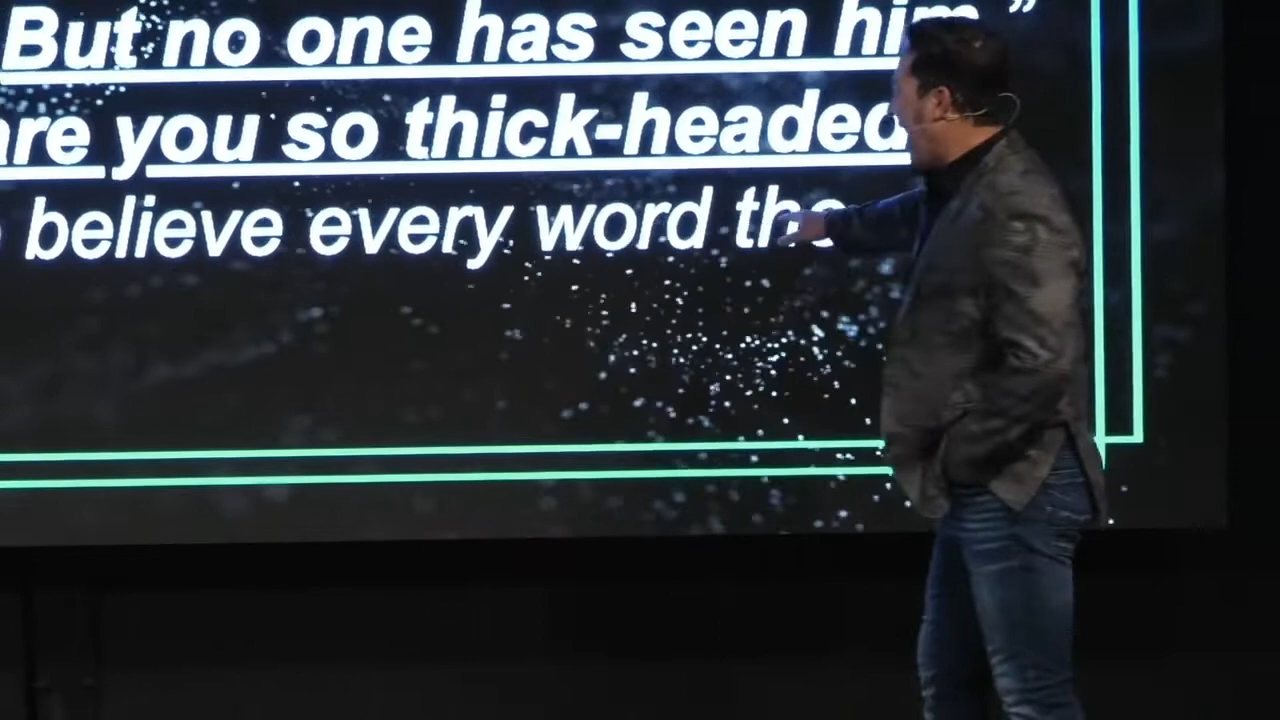 But no one has seen him.”
are you so thick-headed
believe every word the